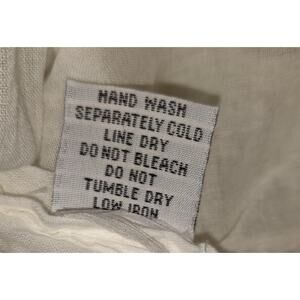 HAND WASH
SEPARATELY COLD
LINE DRY
DO NOT BLEACH
DO NOT
TUMBLE DRY
LOW IRON